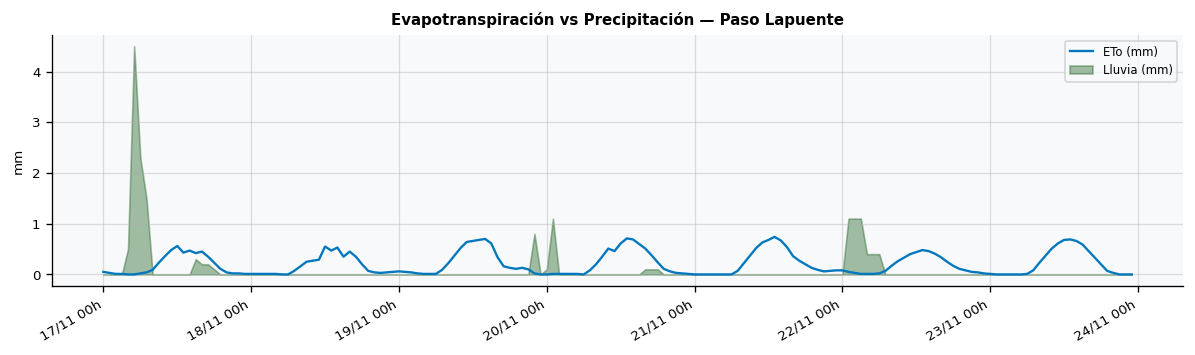 Evapotranspiración vs Precipitación — Paso Lapuente
ETo (mm)
Lluvia (mm)
mm
4
3
2
1
0
17/11 00h
18/11 00h
19/11 00h
20/11 00h
21/11 00h
22/11 00h
23/11 00h
24/11 00h